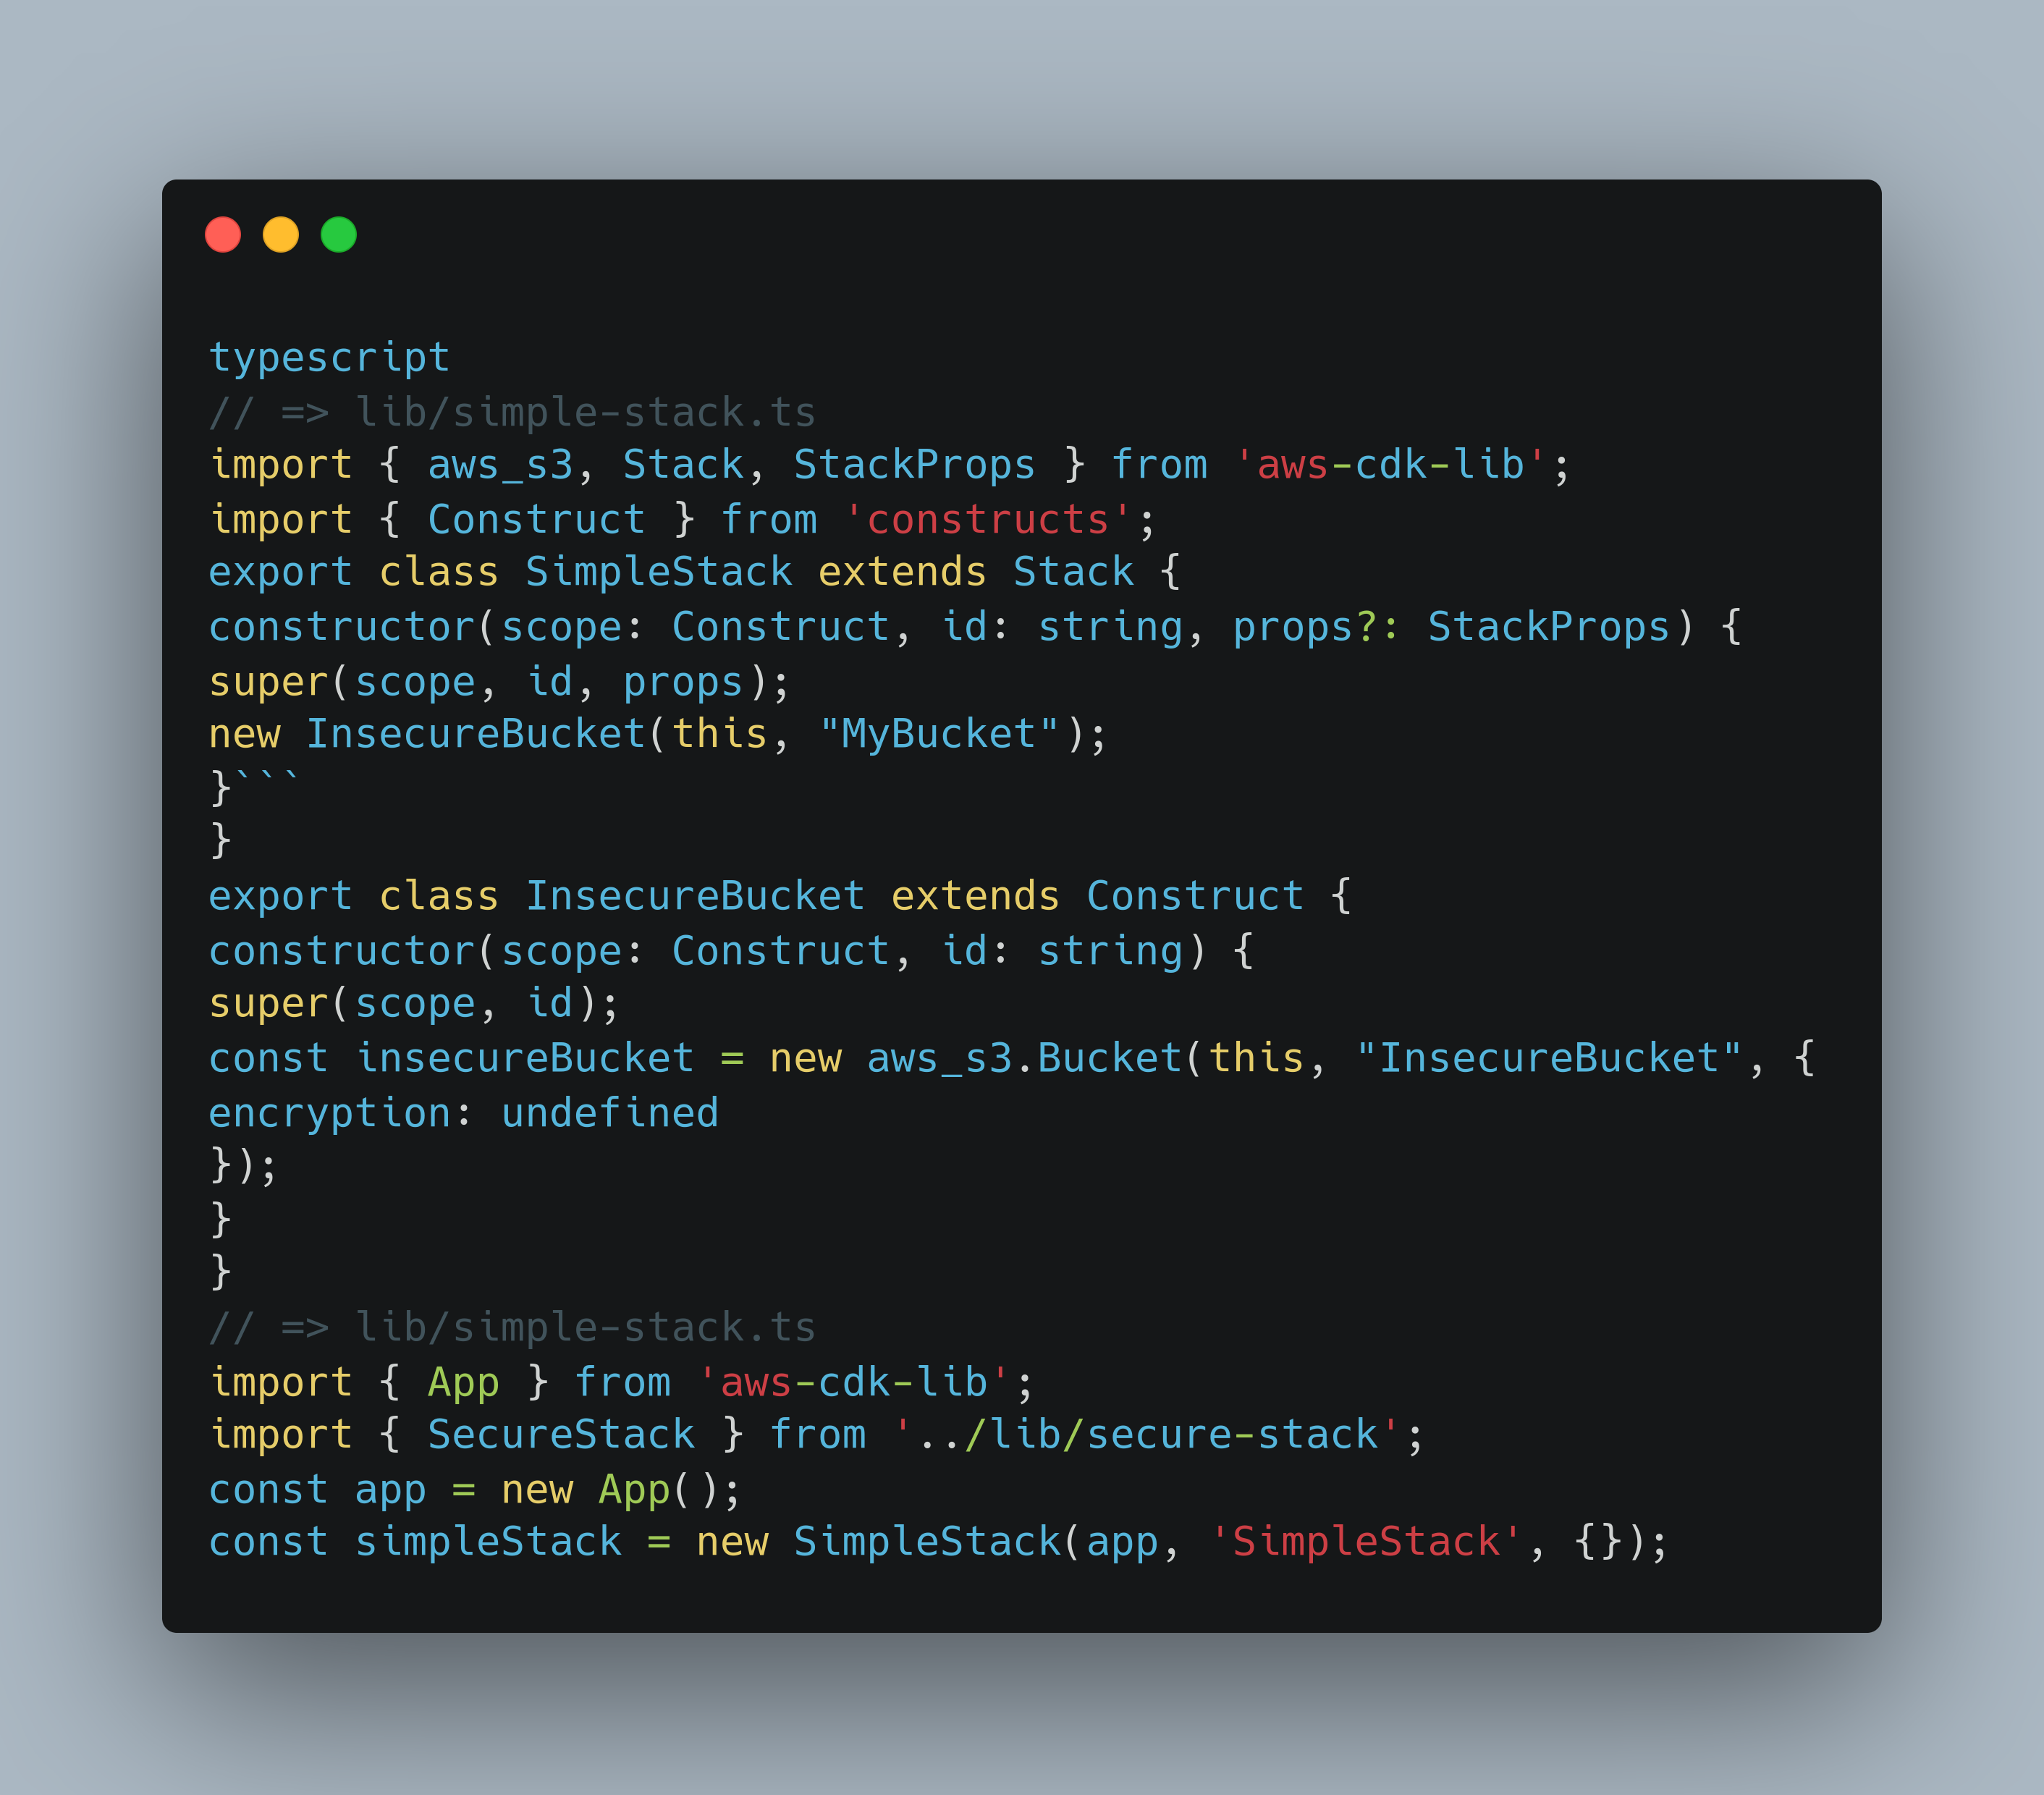 typescript
// => lib/simple-stack.ts
import { aws_s3, Stack, StackProps } from 'aws-cdk-lib';
import { Construct } from 'constructs';
export class SimpleStack extends Stack {
constructor(scope: Construct, id: string, props?: StackProps) {
super(scope, id, props);
new InsecureBucket(this, "MyBucket");
}```
}
export class InsecureBucket extends Construct {
constructor(scope: Construct, id: string) {
super(scope, id);
const insecureBucket = new aws_s3.Bucket(this, "InsecureBucket", {
encryption: undefined
});
}
}
// => lib/simple-stack.ts
import { App } from 'aws-cdk-lib';
import { SecureStack } from '../lib/secure-stack';
const app = new App();
const simpleStack = new SimpleStack(app, 'SimpleStack', {});